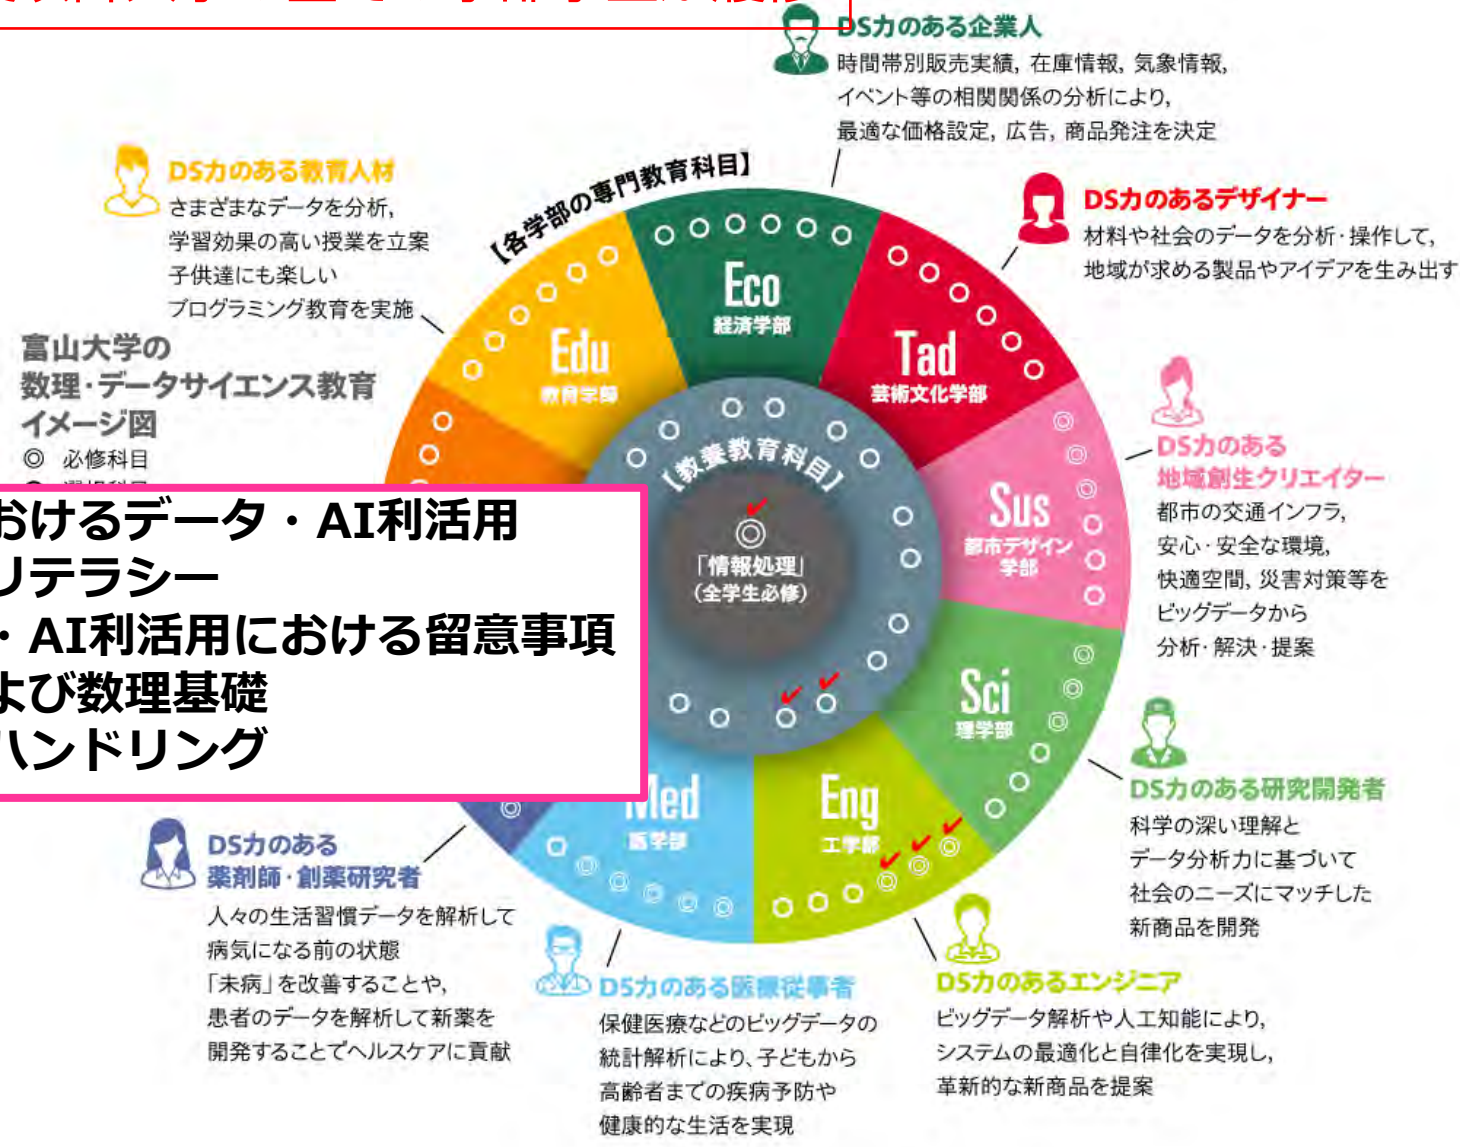 DS力のある企業人
時間帯別販売実績, 在庫情報, 気象情報,
イベント等の相関関係の分析により,
最適な価格設定, 広告, 商品発注を決定
DS力のある教育人材
さまざまなデータを分析,
学習効果の高い授業を立案
子供達にも楽しい
プログラミング教育を実施
【各学部の専門教育科目】
DS力のあるデザイナー
材料や社会のデータを分析・操作して,
地域が求める製品やアイデアを生み出す
富山大学の
数理・データサイエンス教育
イメージ図
◎ 必修科目
Eco
経済学部
Edu
教育学部
Tad
芸術文化学部
【教養教育科目】
◎
「情報処理」
(全学生必修)
Sus
都市デザイン
学部
DS力のある
地域創生クリエイター
都市の交通インフラ,
安心・安全な環境,
快適空間, 災害対策等を
ビッグデータから
分析・解決・提案
おけるデータ・AI利活用
リテラシー
・AI利活用における留意事項
よび数理基礎
ハンドリング
Sci
理学部
Med
医学部
Eng
工学部
DS力のある研究開発者
科学の深い理解と
データ分析力に基づいて
社会のニーズにマッチした
新商品を開発
DS力のある
薬剤師・創薬研究者
人々の生活習慣データを解析して
病気になる前の状態
「未病」を改善することや,
患者のデータを解析して新薬を
開発することでヘルスケアに貢献
DS力のある医療従事者
保健医療などのビッグデータの
統計解析により、子どもから
高齢者までの疾病予防や
健康的な生活を実現
DS力のあるエンジニア
ビッグデータ解析や人工知能により,
システムの最適化と自律化を実現し,
革新的な新商品を提案